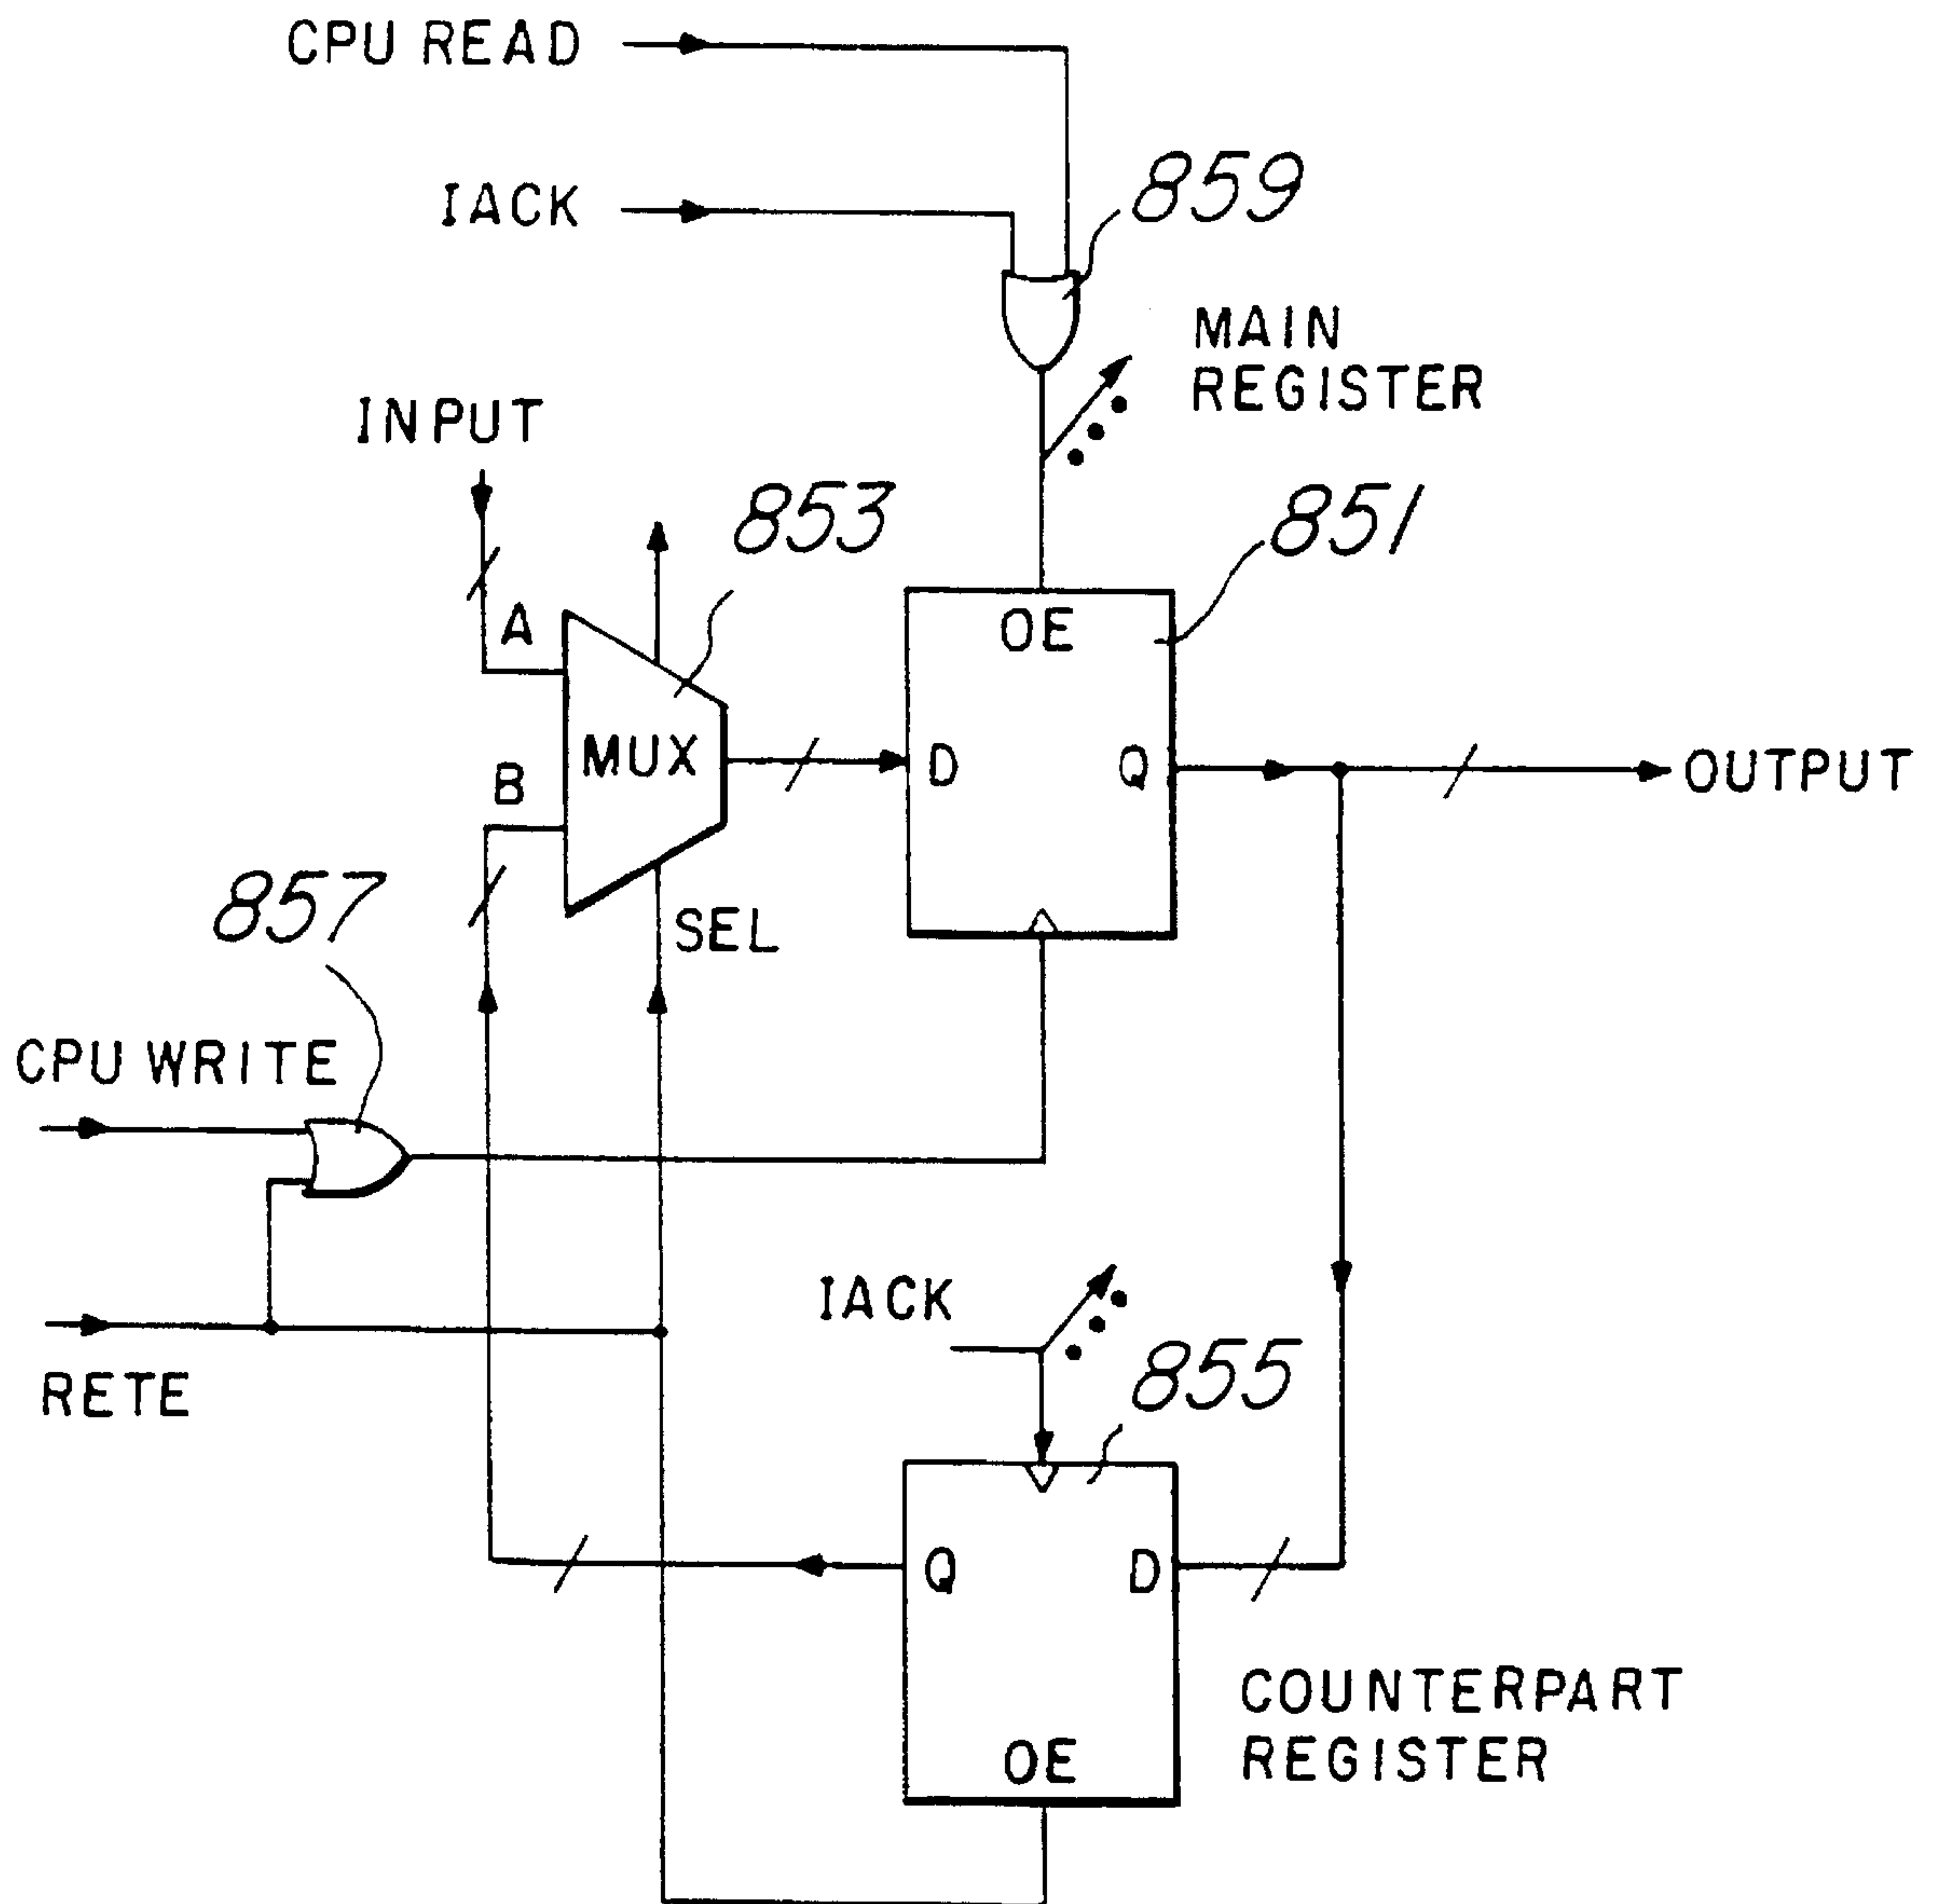 CPU READ
IACK
859
MAIN
REGISTER
INPUT
853
851
A
OE
MUX
D
Q
OUTPUT
B
857
SEL
CPU WRITE
IACK
855
RETE
Q
D
COUNTERPART
REGISTER
OE